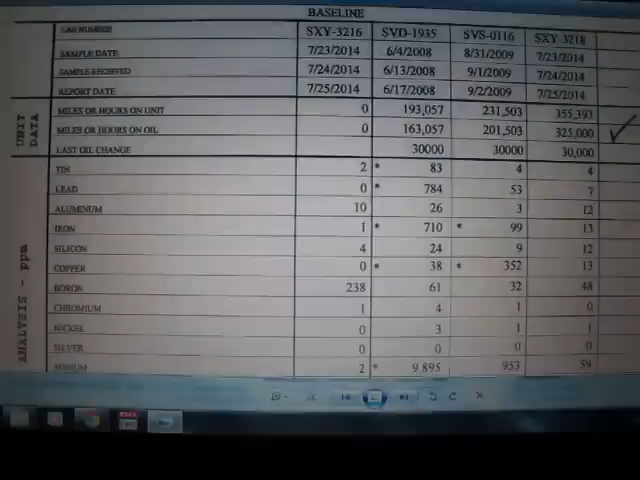 BASELINE
LAB NUMBER SXY-3216 SVD-1935 SVS-0116 SXY-3218
SAMPLE DATE 7/23/2014 6/4/2008 8/31/2009 7/23/2014
SAMPLE RECEIVED 7/24/2014 6/13/2008 9/1/2009 7/24/2014
REPORT DATE 7/25/2014 6/17/2008 9/2/2009 7/25/2014
UNIT DATA
MILES OR HOURS ON UNIT 0 193,057 231,503 355,393
MILES OR HOURS ON OIL 0 163,057 201,503 325,000
LAST OIL CHANGE 30000 30000 30,000
ANALYSIS - ppm
TIN 2 * 83 4 4
LEAD 0 * 784 53 7
ALUMINUM 10 26 3 12
IRON 1 * 710 * 99 13
SILICON 4 24 9 12
COPPER 0 * 38 * 352 13
BORON 238 61 32 48
CHROMIUM 1 4 1 0
NICKEL 0 3 1 1
SILVER 0 0 0 0
2 * 9.895 953 59